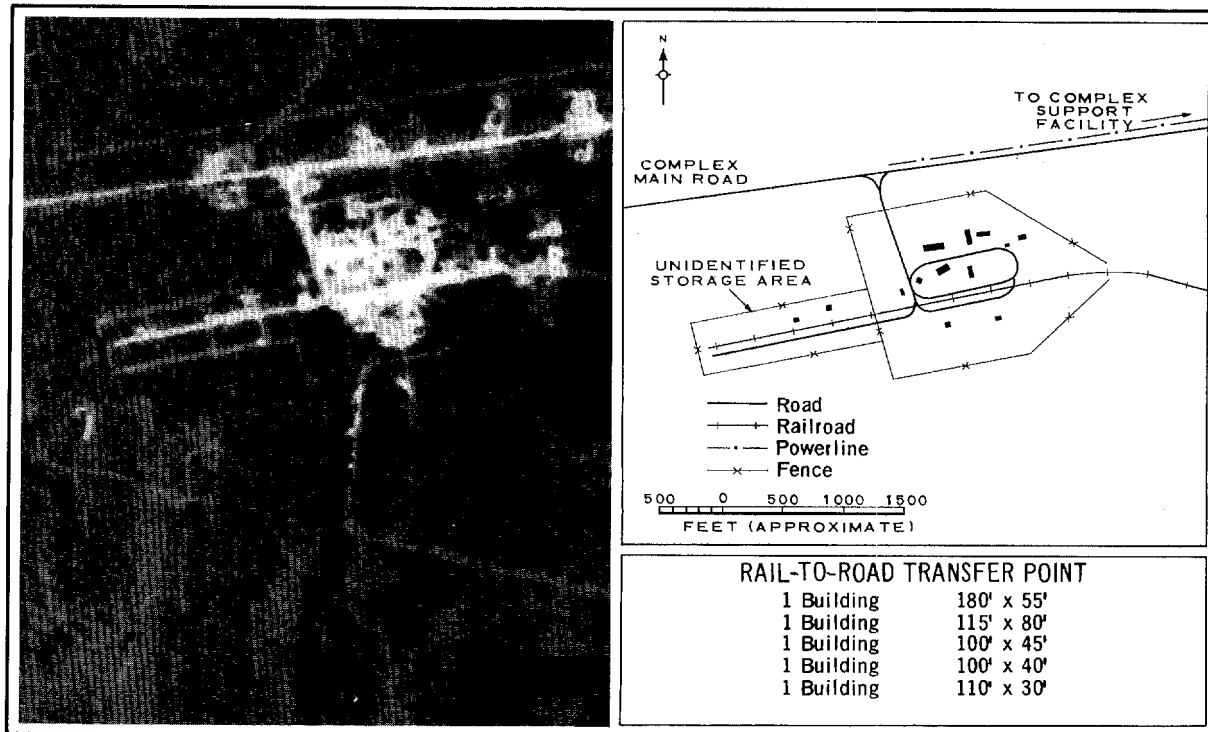 N
TO COMPLEX
SUPPORT
FACILITY
COMPLEX
MAIN ROAD
UNIDENTIFIED
STORAGE AREA
Road
Railroad
Powerline
Fence
500 0 500 1000 1500
FEET (APPROXIMATE)
RAIL-TO-ROAD TRANSFER POINT
1 Building 180' x 55'
1 Building 115' x 80'
1 Building 100' x 45'
1 Building 100' x 40'
1 Building 110' x 30'